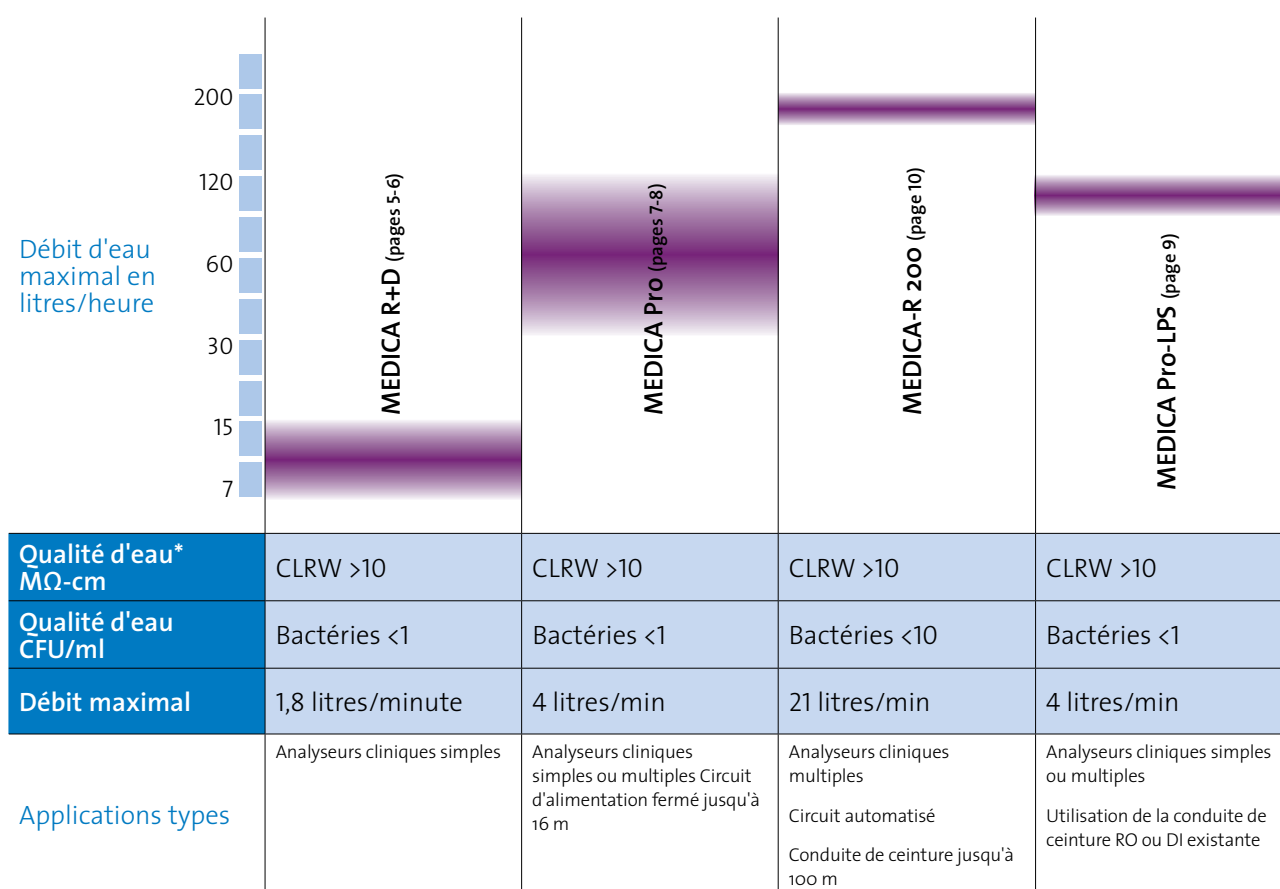 200
120
60
30
15
7
Débit d'eau
maximal en
litres/heure
MEDICA R+D (pages 5-6)
MEDICA Pro (pages 7-8)
MEDICA-R 200 (page 10)
MEDICA Pro-LPS (page 9)
Qualité d'eau*
MΩ-cm
CLRW >10
CLRW >10
CLRW >10
CLRW >10
Qualité d'eau
CFU/ml
Bactéries <1
Bactéries <1
Bactéries <10
Bactéries <1
Débit maximal
1,8 litres/minute
4 litres/min
21 litres/min
4 litres/min
Applications types
Analyseurs cliniques simples
Analyseurs cliniques
simples ou multiples Circuit
d'alimentation fermé jusqu'à
16 m
Analyseurs cliniques
multiples
Circuit automatisé
Conduite de ceinture jusqu'à
100 m
Analyseurs cliniques simples
ou multiples
Utilisation de la conduite de
ceinture RO ou DI existante